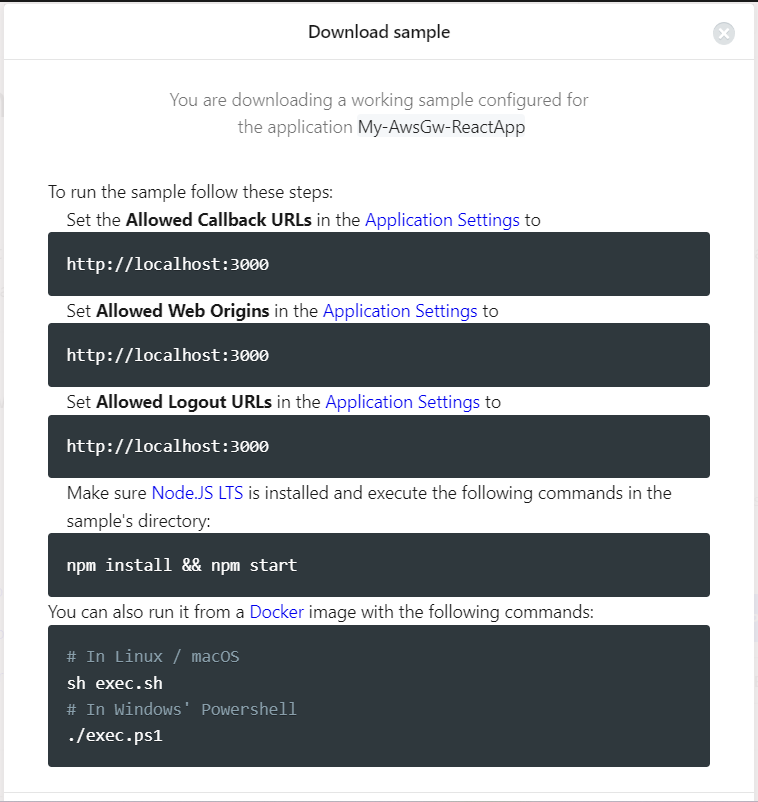 Download sample
You are downloading a working sample configured for
the application My-AwsGw-ReactApp
To run the sample follow these steps:
Set the Allowed Callback URLs in the Application Settings to
http://localhost:3000
Set Allowed Web Origins in the Application Settings to
http://localhost:3000
Set Allowed Logout URLs in the Application Settings to
http://localhost:3000
Make sure Node.JS LTS is installed and execute the following commands in the
sample's directory:
npm install && npm start
You can also run it from a Docker image with the following commands:
# In Linux / macOS
sh exec.sh
# In Windows' Powershell
./exec.ps1